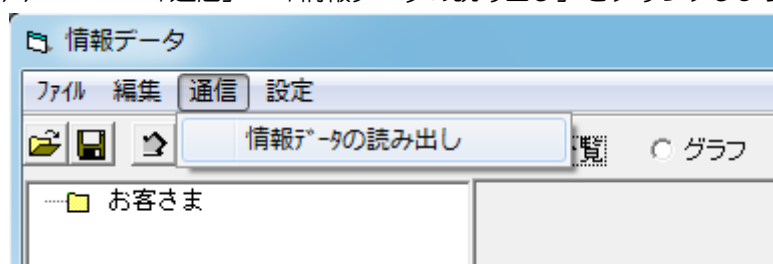 「通信」 「情報データの読み出し」をクリックしま
情報データ
ﾌｧｲﾙ 編集 通信 設定
情報ﾃﾞｰﾀの読み出し
覧 グラフ
お客さま